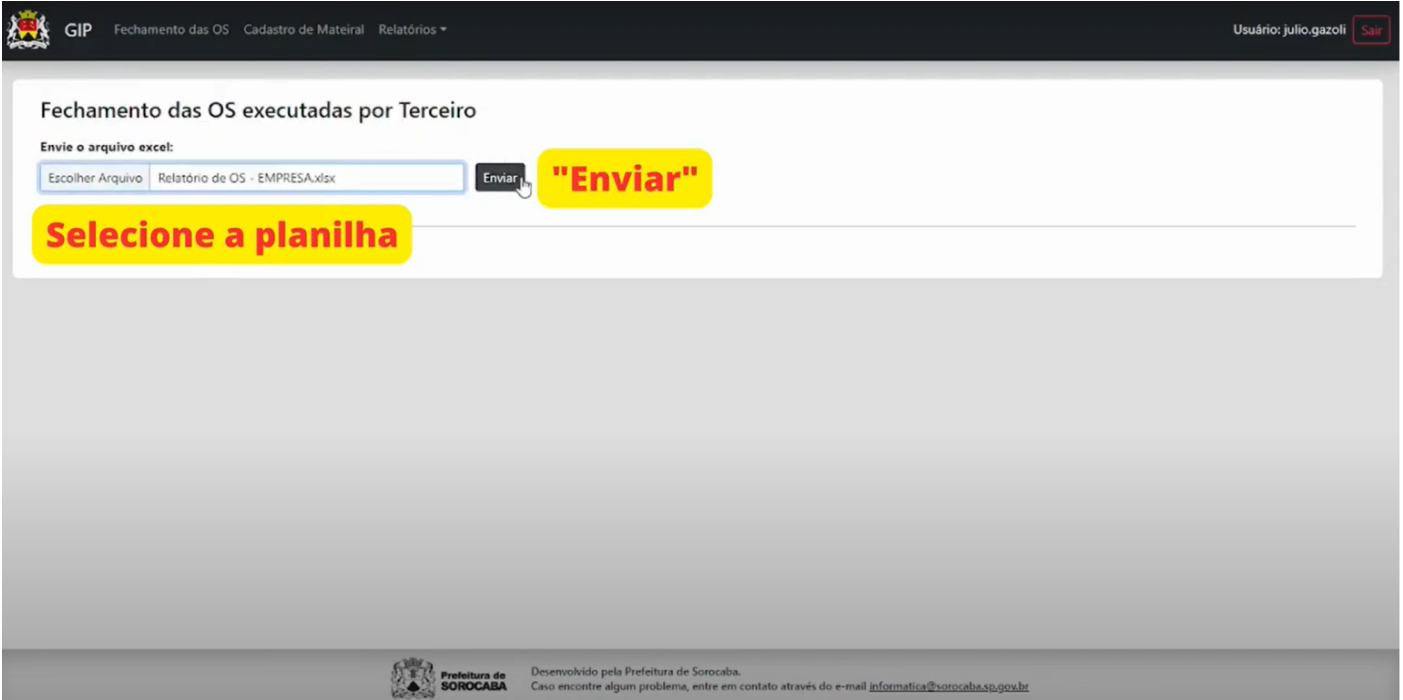 GIP Fechamento das OS Cadastro de Mateiral Relatórios Usuário: julio.gazoli Sair
Fechamento das OS executadas por Terceiro
Envie o arquivo excel:
Escolher Arquivo Relatório de OS - EMPRESA.xlsx Enviar "Enviar"
Selecione a planilha
Prefeitura de
SOROCABA
Desenvolvido pela Prefeitura de Sorocaba.
Caso encontre algum problema, entre em contato através do e-mail informatica@sorocaba.sp.gov.br